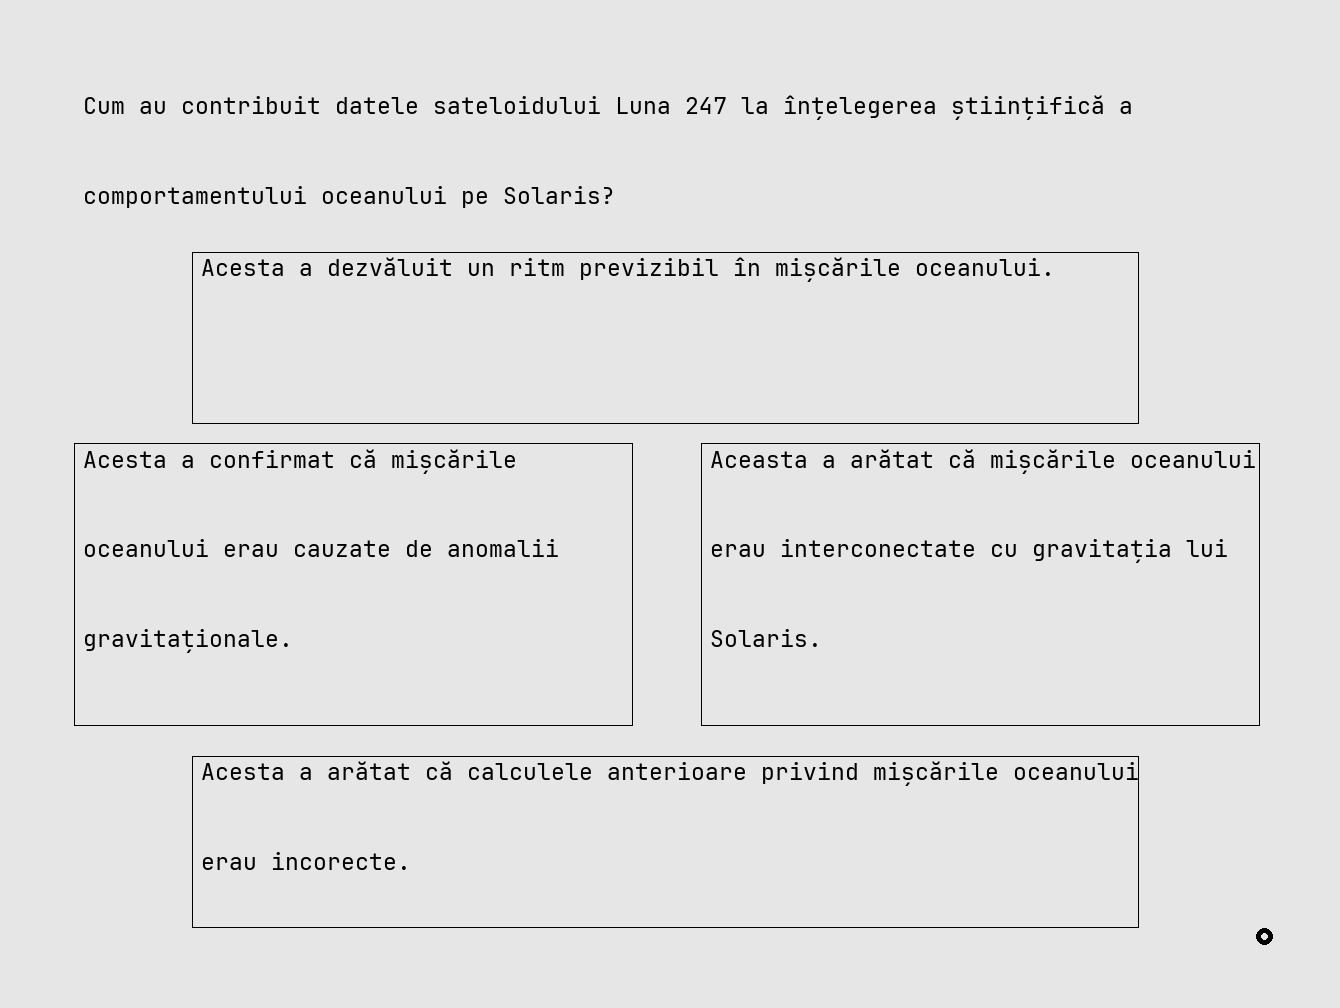 Cum au contribuit datele sateloidului Luna 247 la înțelegerea științifică a
comportamentului oceanului pe Solaris?
Acesta a dezvăluit un ritm previzibil în mișcările oceanului.
Acesta a confirmat că mișcările
oceanului erau cauzate de anomalii
gravitaționale.
Aceasta a arătat că mișcările oceanului
erau interconectate cu gravitația lui
Solaris.
Acesta a arătat că calculele anterioare privind mișcările oceanului
erau incorecte.